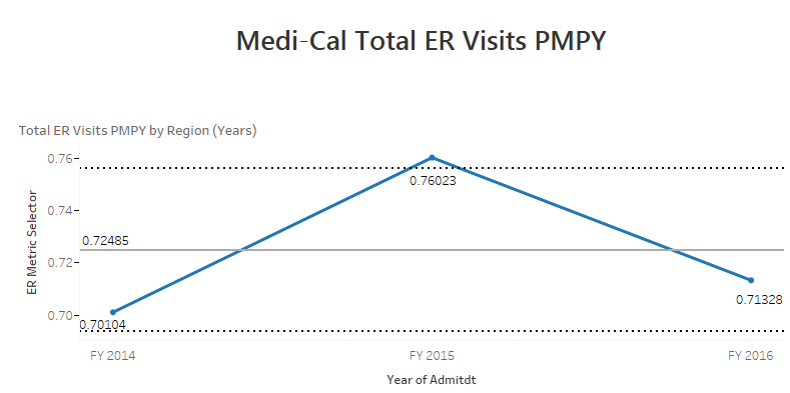 Medi-Cal Total ER Visits PMPY
Total ER Visits PMPY by Region (Years)
0.76
0.76023
0.74
0.72485
0.72
0.71328
0.70
0.70104
ER Metric Selector
FY 2014
FY 2015
FY 2016
Year of Admitdt